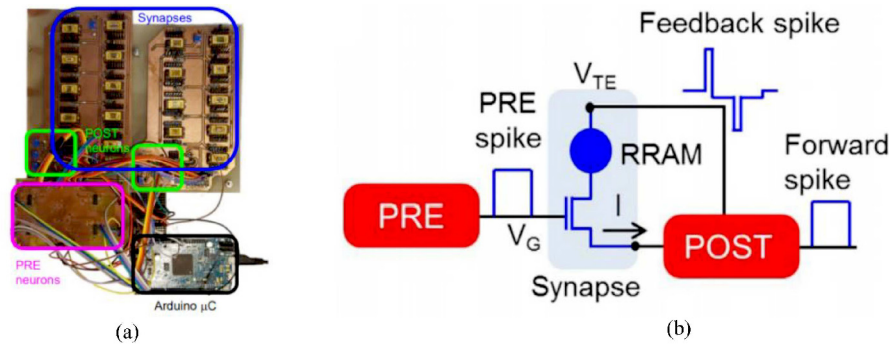 Synapses
POST
neurons
PRE
neurons
Arduino μC
(a)
Feedback spike
V_TE
PRE
spike
RRAM
Forward
spike
PRE
I
V_G
POST
Synapse
(b)